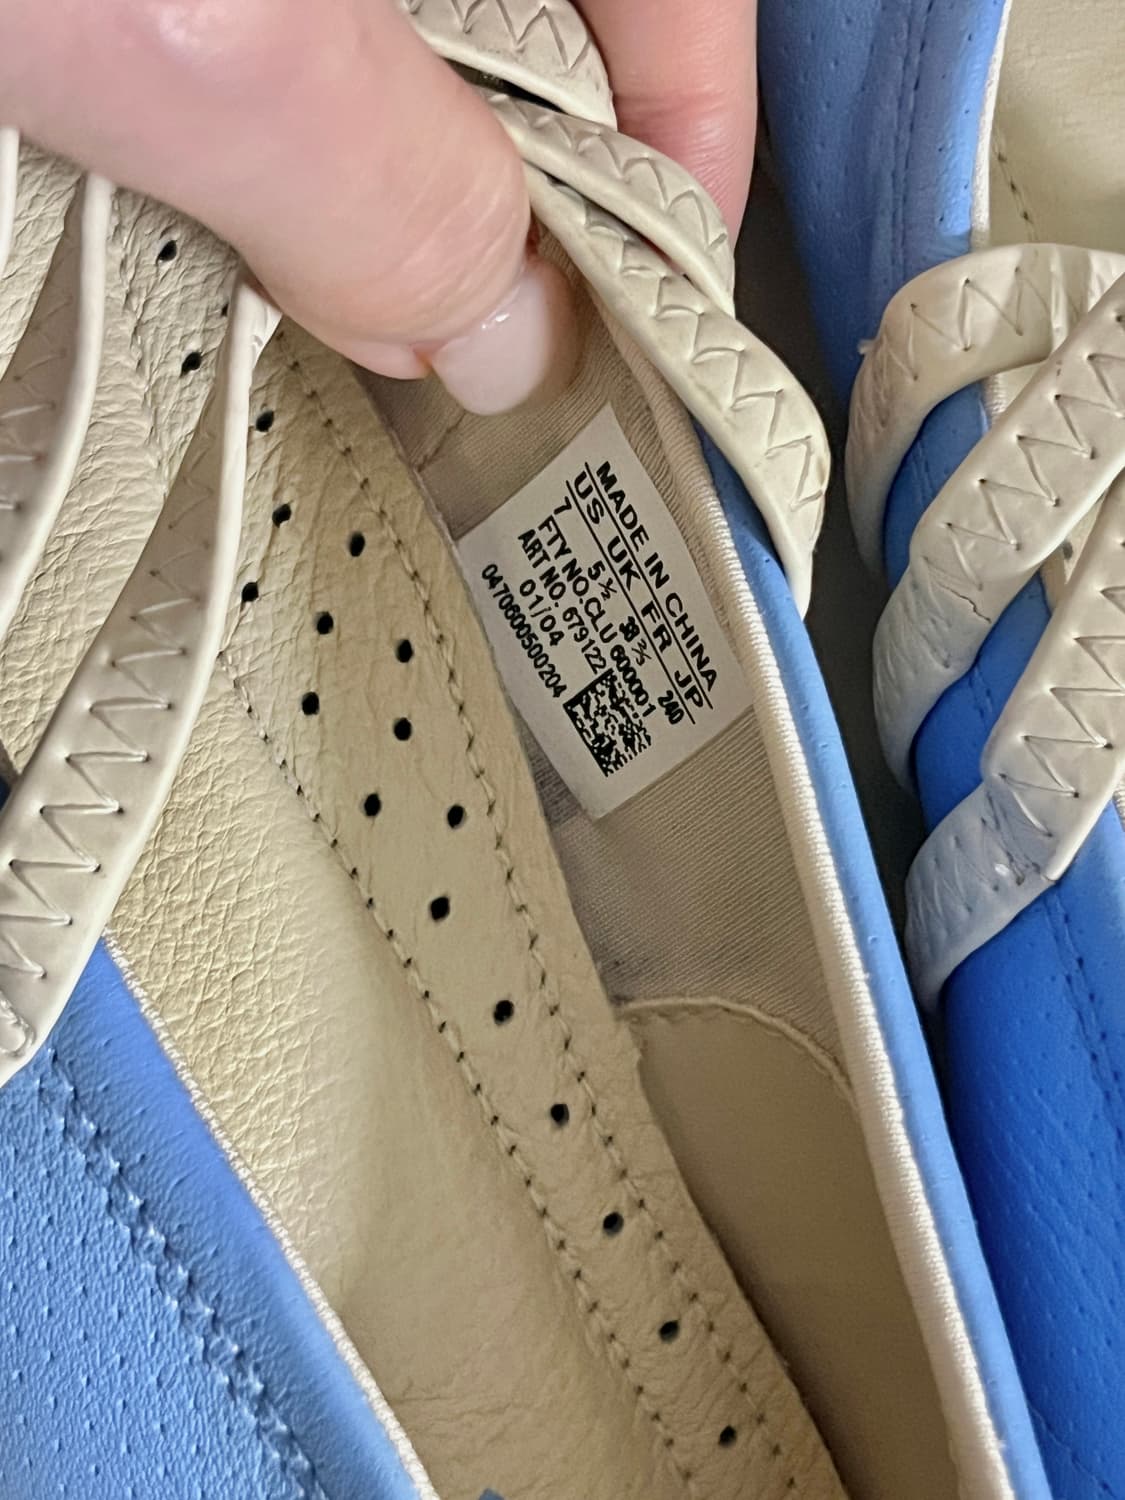 MADE IN CHINA
US UK FR JP
7 5½ 38⅔ 240
FTY NO.CLU 600001
ART NO. 679122
01/04
0470600500204